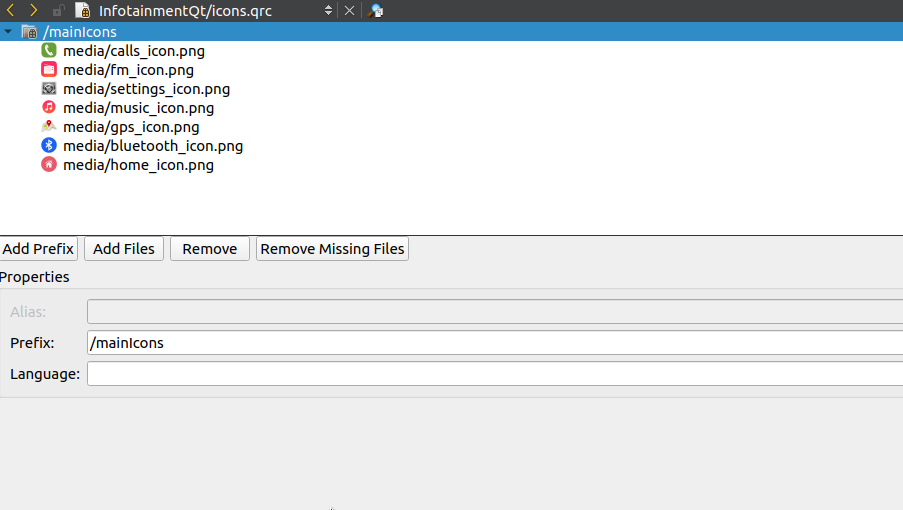 InfotainmentQt/icons.qrc
/mainIcons
media/calls_icon.png
media/fm_icon.png
media/settings_icon.png
media/music_icon.png
media/gps_icon.png
media/bluetooth_icon.png
media/home_icon.png
Add Prefix Add Files Remove Remove Missing Files
Properties
Alias:
Prefix: /mainIcons
Language: